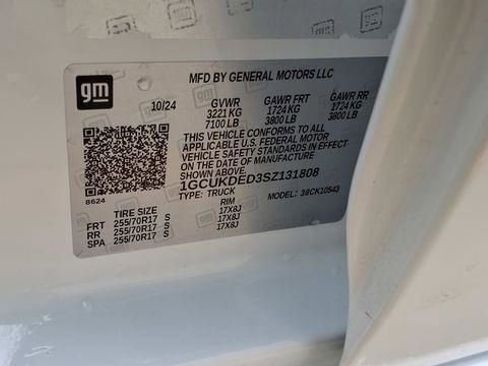 gm
MFD BY GENERAL MOTORS LLC
10/24 GVWR GAWR FRT GAWR RR
3221 KG 1724 KG 1724 KG
7100 LB 3800 LB 3800 LB
THIS VEHICLE CONFORMS TO ALL
APPLICABLE U.S. FEDERAL MOTOR
VEHICLE SAFETY STANDARDS IN EFFECT
ON THE DATE OF MANUFACTURE
SHOWN ABOVE.
1GCUKDED3SZ131808
8624 TYPE: TRUCK MODEL: 38CK10543
TIRE SIZE RIM
FRT 255/70R17 S 17X8J
RR 255/70R17 S 17X8J
SPA 255/70R17 S 17X8J